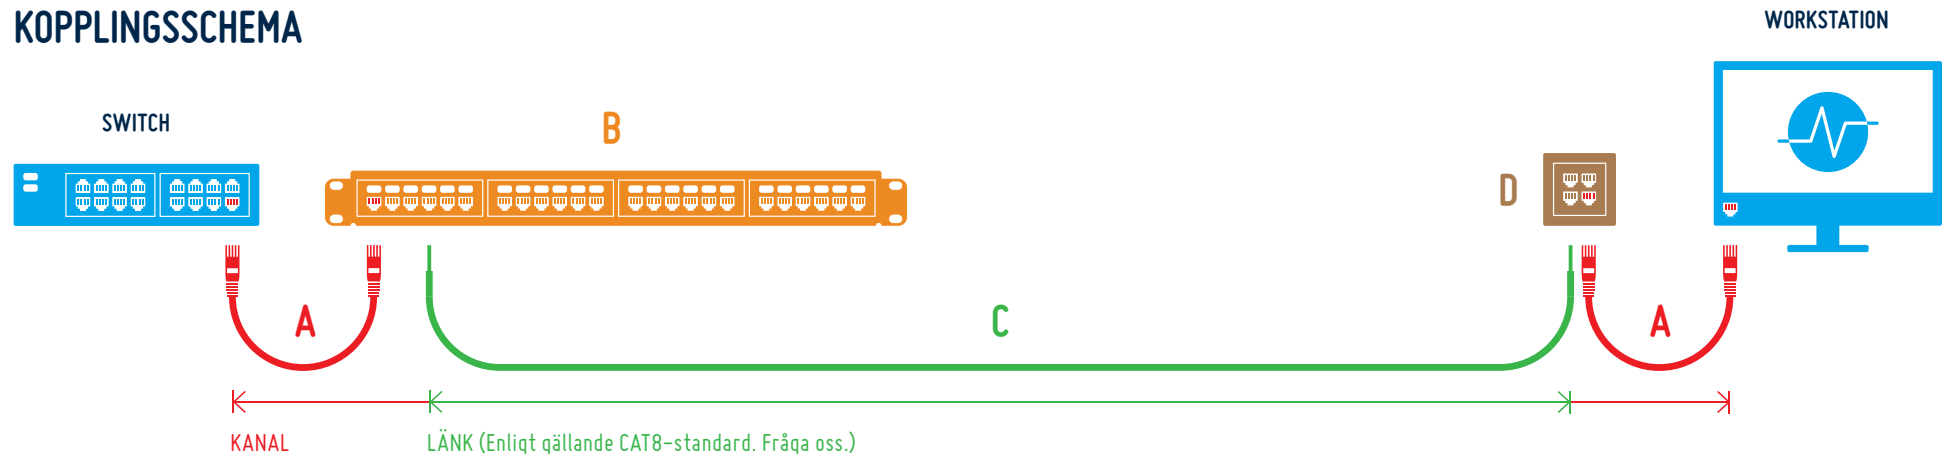 KOPPLINGSSCHEMA
WORKSTATION
SWITCH
B
D
A
C
A
KANAL
LÄNK (Enligt gällande CAT8-standard. Fråga oss.)